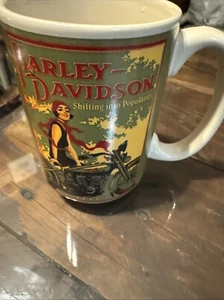 HARLEY-
DAVIDSON
Shifting into Popularity